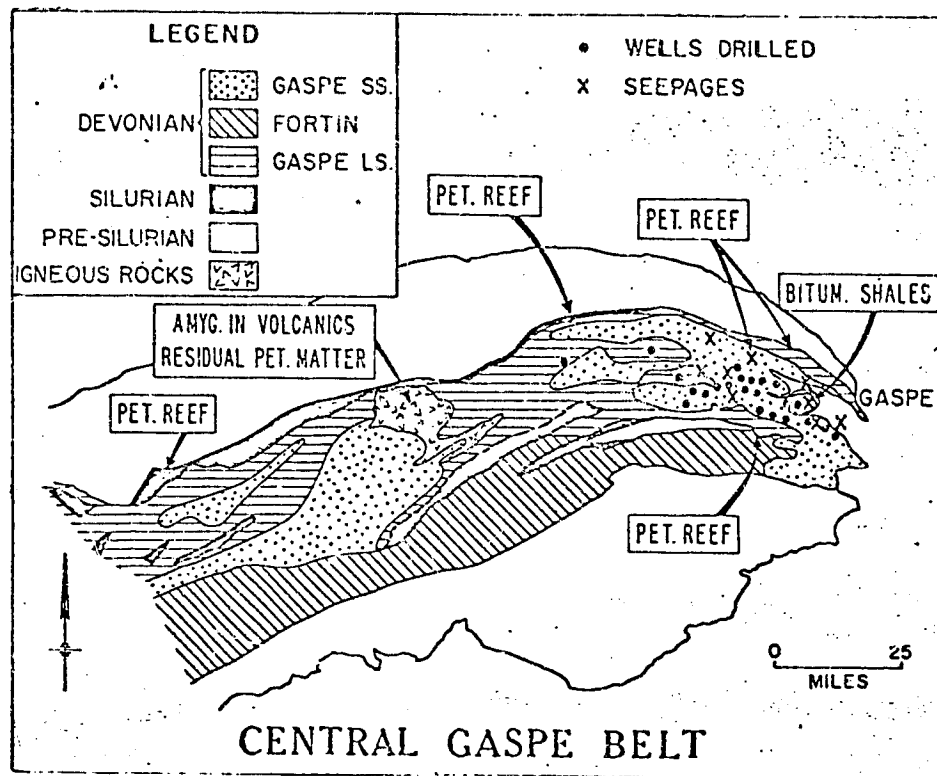 LEGEND
DEVONIAN
GASPE SS.
FORTIN
GASPE LS.
SILURIAN
PRE-SILURIAN
IGNEOUS ROCKS
• WELLS DRILLED
X SEEPAGES
PET. REEF
PET. REEF
BITUM. SHALES
AMYG. IN VOLCANICS
RESIDUAL PET. MATTER
PET. REEF
GASPE
PET. REEF
0 25
MILES
CENTRAL GASPE BELT